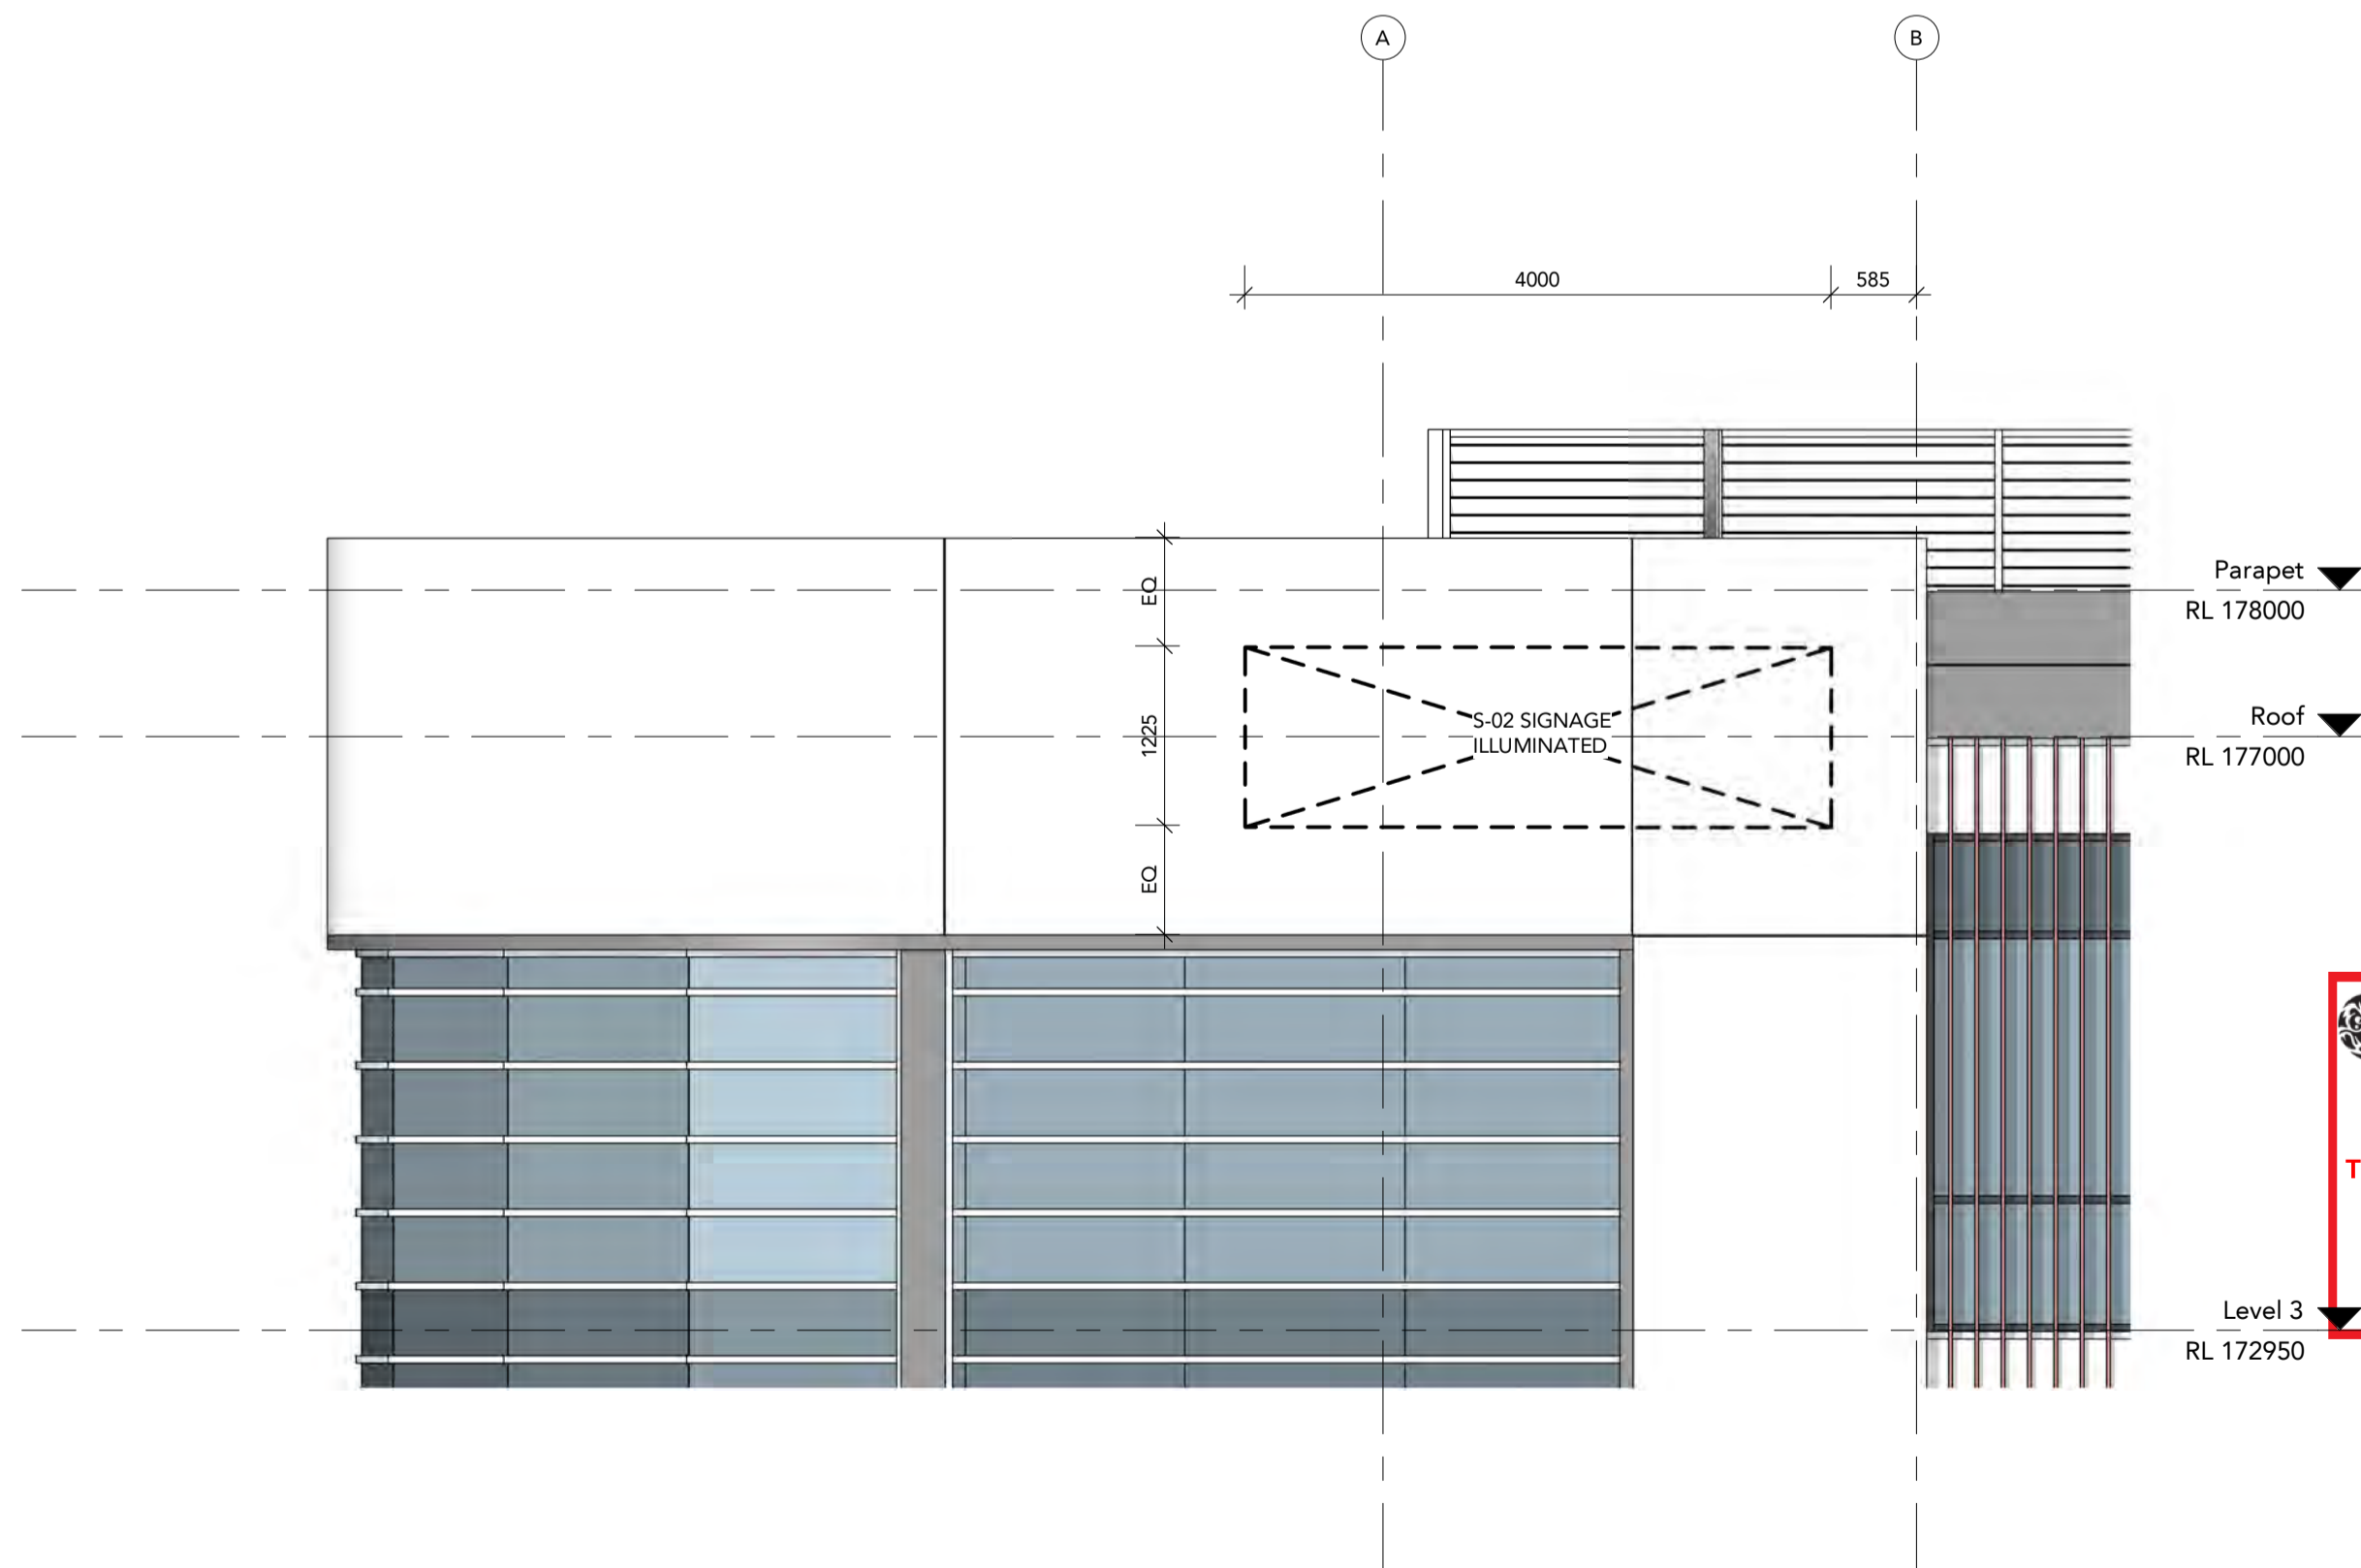 A
B
4000
585
EQ
1225
EQ
S-02 SIGNAGE
ILLUMINATED
Parapet
RL 178000
Roof
RL 177000
Level 3
RL 172950
T